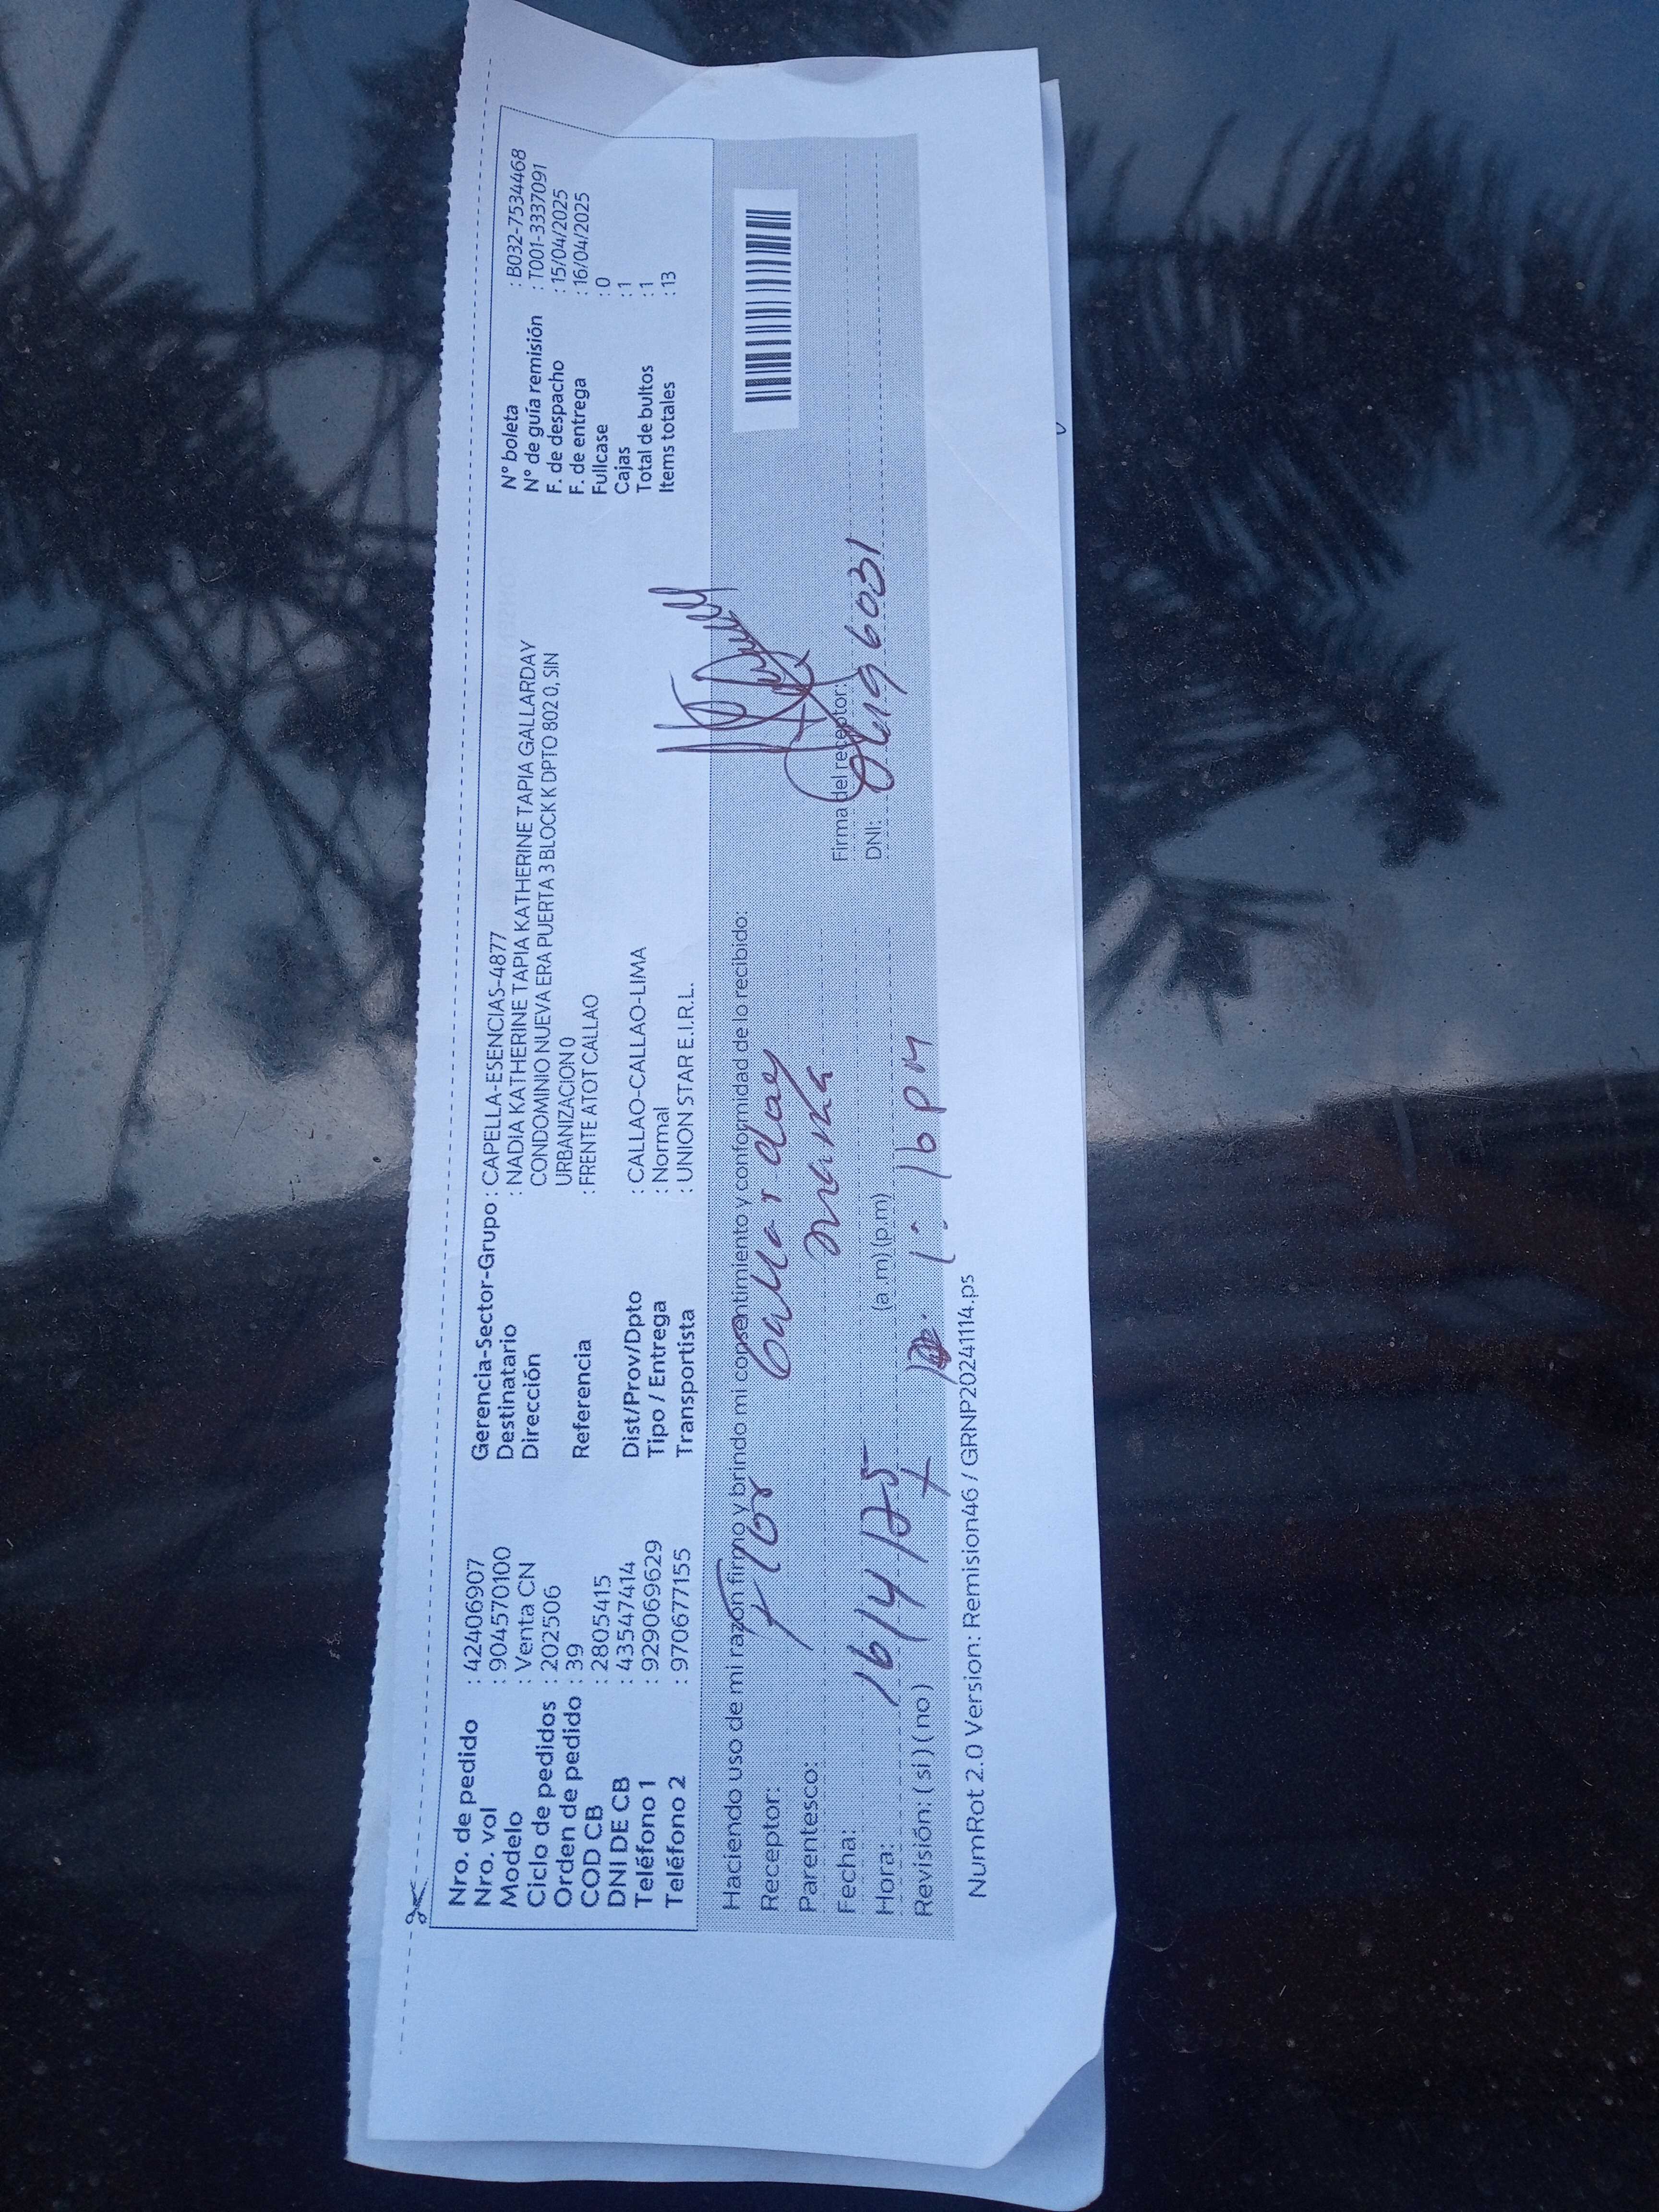 Nro. de pedido : 42406907
Nro. vol : 904570100
Modelo : Venta CN
Ciclo de pedidos : 202506
Orden de pedido : 39
COD CB : 2805415
DNI DE CB : 43547414
Teléfono 1 : 929069629
Teléfono 2 : 970677155
Gerencia-Sector-Grupo : CAPELLA-ESENCIAS-4877
Destinatario : NADIA KATHERINE TAPIA KATHERINE TAPIA GALLARDAY
Dirección CONDOMINIO NUEVA ERA PUERTA 3 BLOCK K DPTO 802 0, SIN
URBANIZACION 0
Referencia : FRENTE ATOT CALLAO
Dist/Prov/Dpto : CALLAO-CALLAO-LIMA
Tipo / Entrega : Normal
Transportista : UNION STAR E.I.R.L.
N° boleta : B032-7534468
N° de guía remisión : T001-3337091
F. de despacho : 15/04/2025
F. de entrega : 16/04/2025
Fullcase : 0
Cajas : 1
Total de bultos : 1
Items totales : 13
Haciendo uso de mi razón firmo y brindo mi consentimiento y conformidad de lo recibido:
Receptor: Flor Gallarday
Parentesco: mama
Fecha: 16/4/25
Hora: (a.m) (p.m)
1:16 PM
Revisión: ( si ) ( no )
Firma del receptor:
DNI: 06196031
NumRot 2.0 Version: Remision46 / GRNP20241114.ps